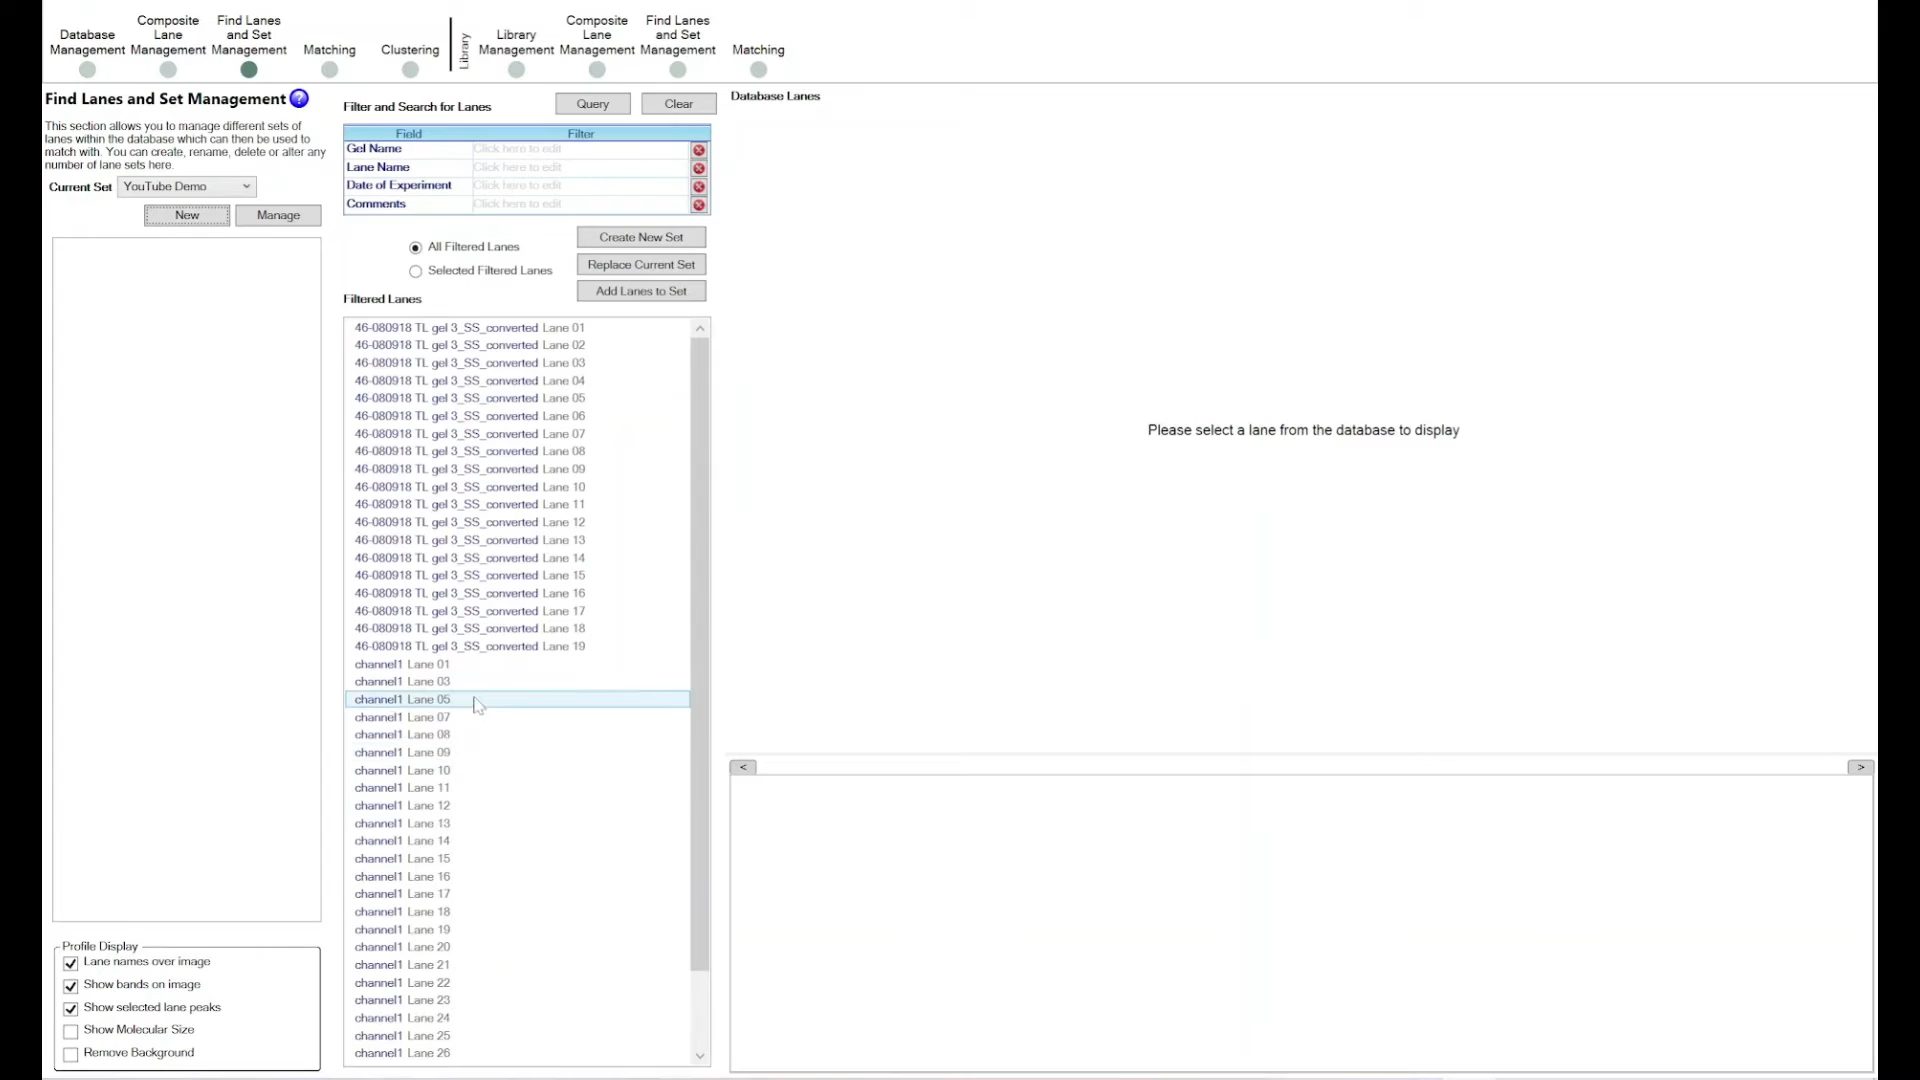 Database Management
Composite Lane Management
Find Lanes and Set Management
Matching
Clustering
Library
Library Management
Composite Lane Management
Find Lanes and Set Management
Matching
Find Lanes and Set Management ?
This section allows you to manage different sets of
lanes within the database which can then be used to
match with. You can create, rename, delete or alter any
number of lane sets here.
Current Set YouTube Demo
New Manage
Profile Display
Lane names over image
Show bands on image
Show selected lane peaks
Show Molecular Size
Remove Background
Filter and Search for Lanes Query Clear
Field Filter
Gel Name Click here to edit
Lane Name Click here to edit
Date of Experiment Click here to edit
Comments Click here to edit
All Filtered Lanes
Selected Filtered Lanes
Create New Set
Replace Current Set
Add Lanes to Set
Filtered Lanes
46-080918 TL gel 3_SS_converted Lane 01
46-080918 TL gel 3_SS_converted Lane 02
46-080918 TL gel 3_SS_converted Lane 03
46-080918 TL gel 3_SS_converted Lane 04
46-080918 TL gel 3_SS_converted Lane 05
46-080918 TL gel 3_SS_converted Lane 06
46-080918 TL gel 3_SS_converted Lane 07
46-080918 TL gel 3_SS_converted Lane 08
46-080918 TL gel 3_SS_converted Lane 09
46-080918 TL gel 3_SS_converted Lane 10
46-080918 TL gel 3_SS_converted Lane 11
46-080918 TL gel 3_SS_converted Lane 12
46-080918 TL gel 3_SS_converted Lane 13
46-080918 TL gel 3_SS_converted Lane 14
46-080918 TL gel 3_SS_converted Lane 15
46-080918 TL gel 3_SS_converted Lane 16
46-080918 TL gel 3_SS_converted Lane 17
46-080918 TL gel 3_SS_converted Lane 18
46-080918 TL gel 3_SS_converted Lane 19
channel1 Lane 01
channel1 Lane 03
channel1 Lane 05
channel1 Lane 07
channel1 Lane 08
channel1 Lane 09
channel1 Lane 10
channel1 Lane 11
channel1 Lane 12
channel1 Lane 13
channel1 Lane 14
channel1 Lane 15
channel1 Lane 16
channel1 Lane 17
channel1 Lane 18
channel1 Lane 19
channel1 Lane 20
channel1 Lane 21
channel1 Lane 22
channel1 Lane 23
channel1 Lane 24
channel1 Lane 25
channel1 Lane 26
Database Lanes
Please select a lane from the database to display
< >